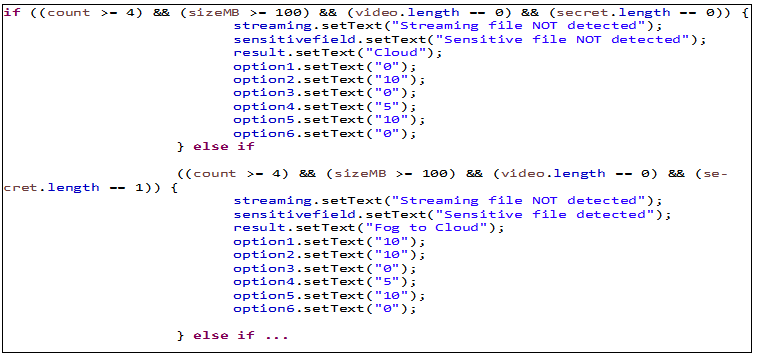 if ((count >= 4) && (sizeMB >= 100) && (video.length == 0) && (secret.length == 0)) {
streaming.setText("Streaming file NOT detected");
sensitivefield.setText("Sensitive file NOT detected");
result.setText("Cloud");
option1.setText("0");
option2.setText("10");
option3.setText("0");
option4.setText("5");
option5.setText("10");
option6.setText("0");
} else if
((count >= 4) && (sizeMB >= 100) && (video.length == 0) && (se-
cret.length == 1)) {
streaming.setText("Streaming file NOT detected");
sensitivefield.setText("Sensitive file detected");
result.setText("Fog to Cloud");
option1.setText("10");
option2.setText("10");
option3.setText("0");
option4.setText("5");
option5.setText("10");
option6.setText("0");
} else if ...